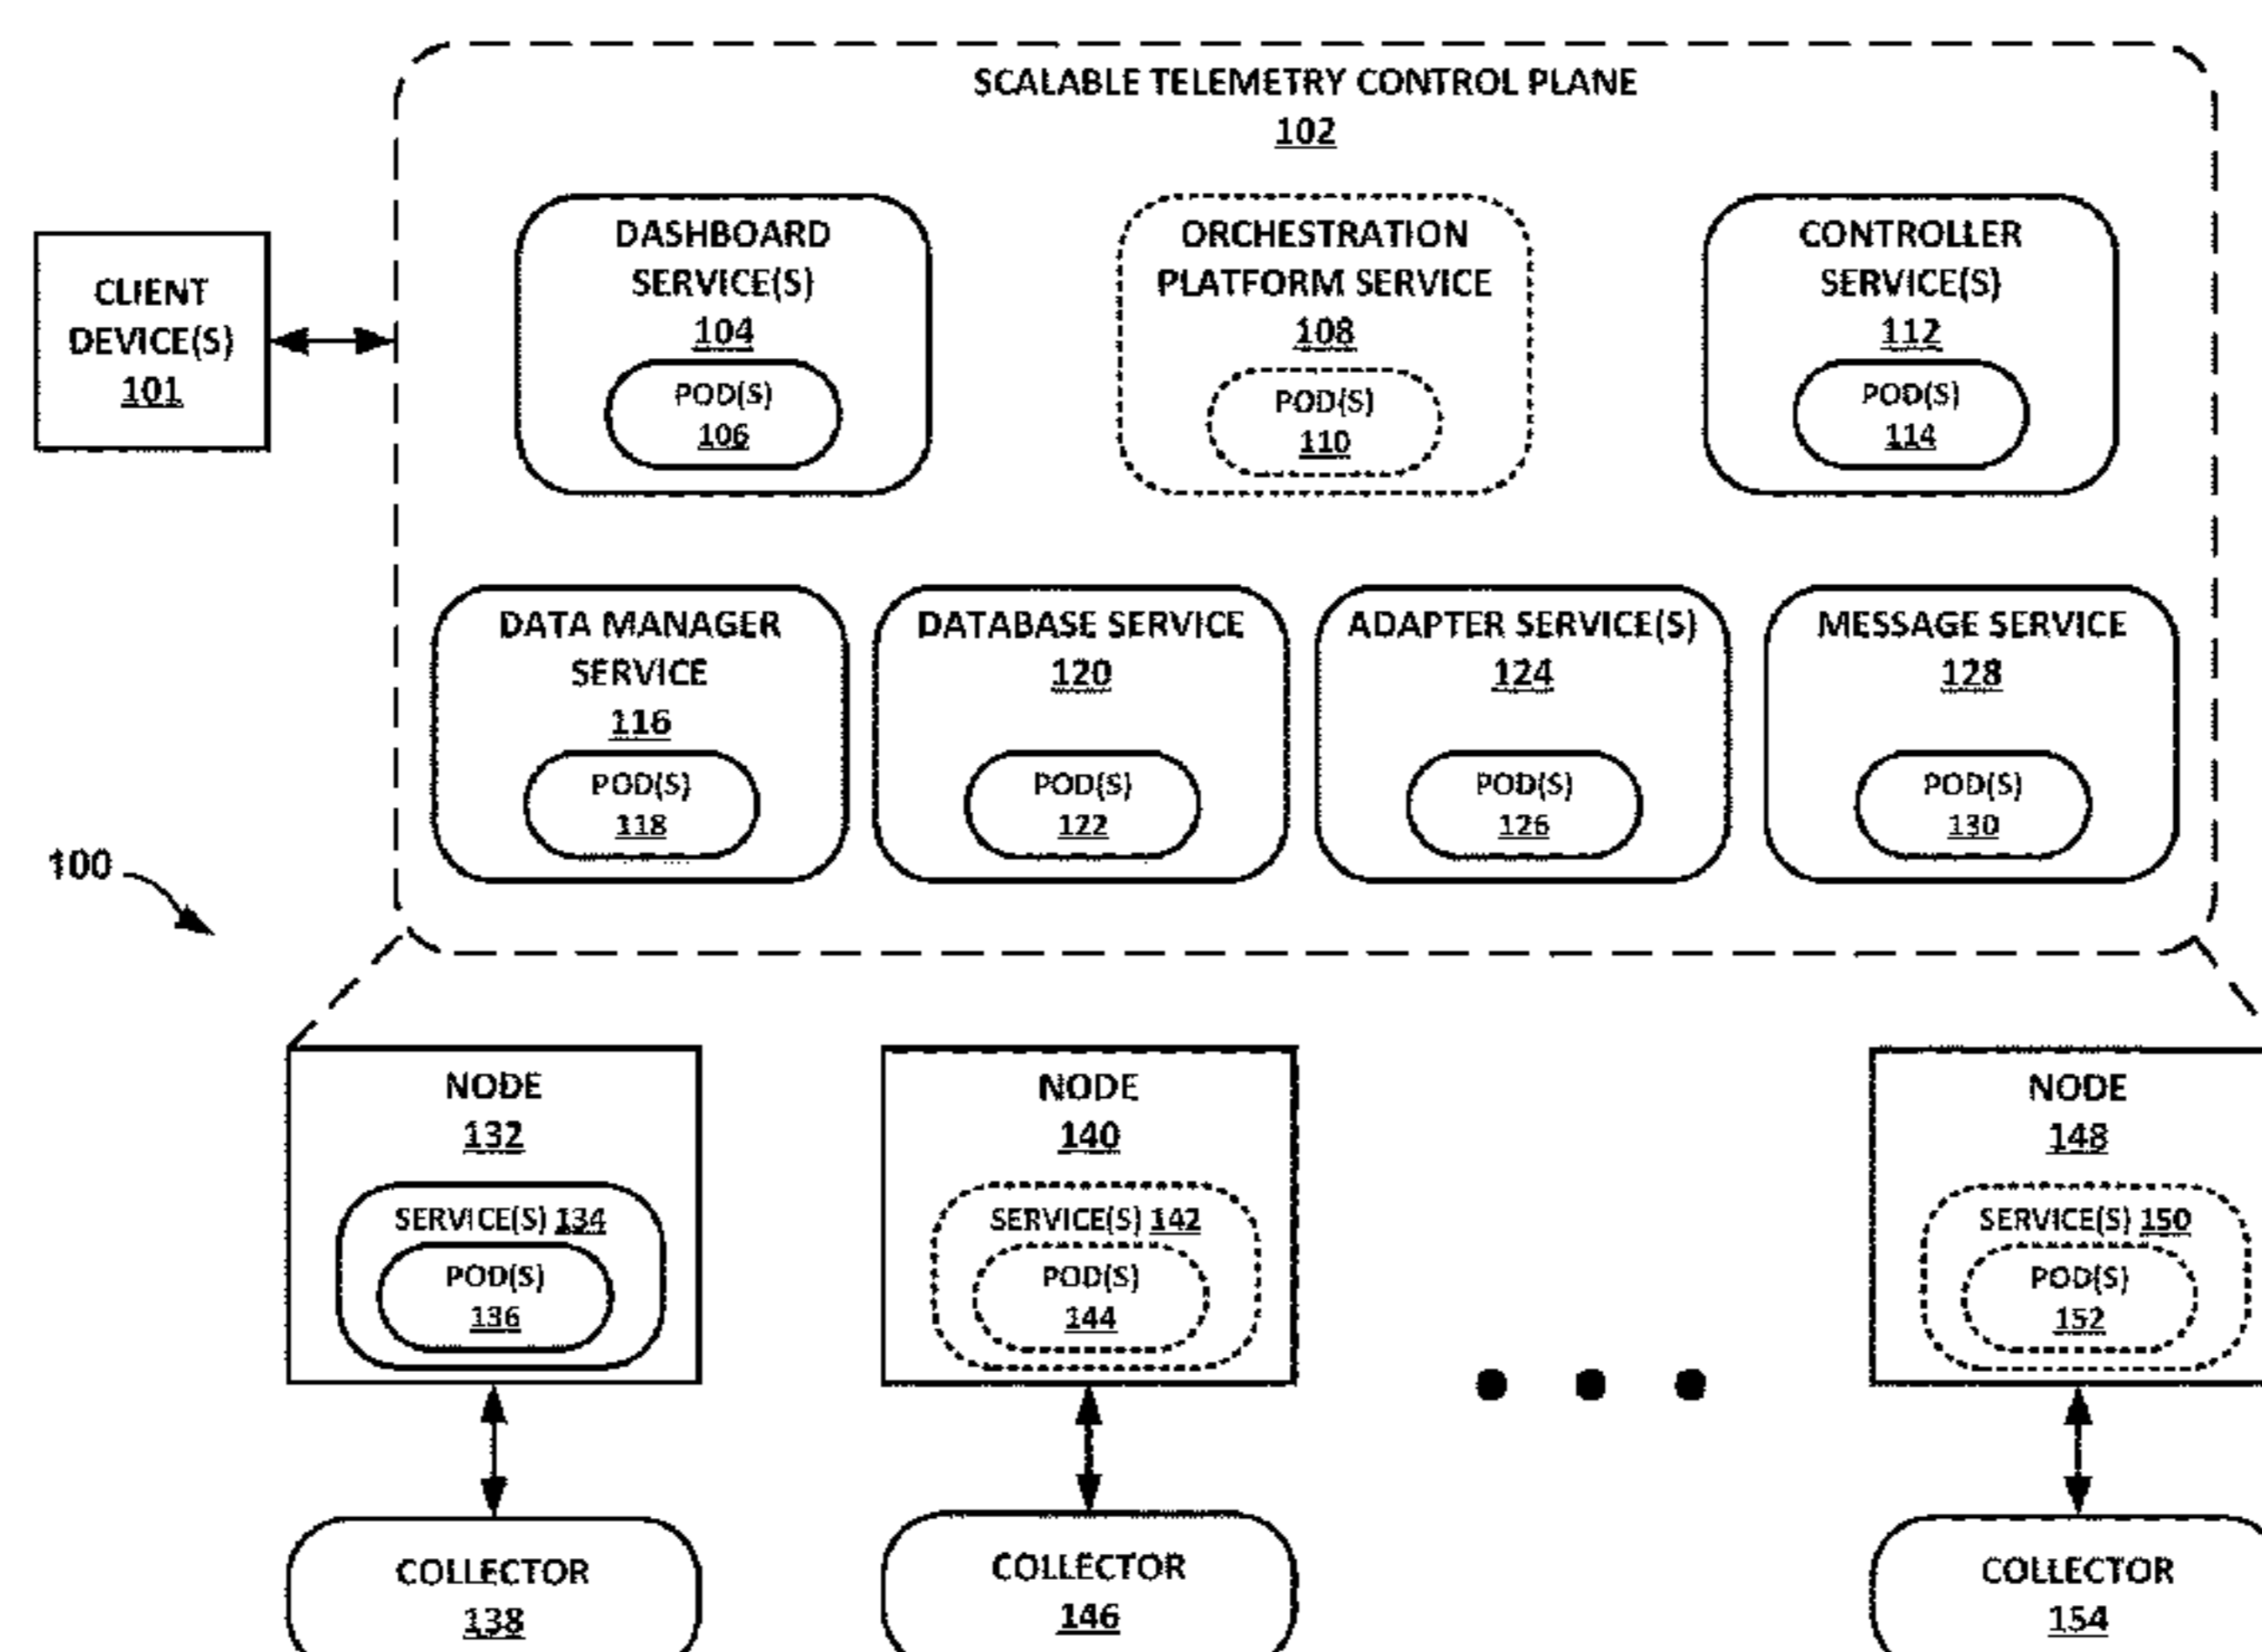 SCALABLE TELEMETRY CONTROL PLANE
102
CLIENT
DEVICE(S)
101
DASHBOARD
SERVICE(S)
104
POD(S)
106
ORCHESTRATION
PLATFORM SERVICE
108
POD(S)
110
CONTROLLER
SERVICE(S)
112
POD(S)
114
DATA MANAGER
SERVICE
116
POD(S)
118
DATABASE SERVICE
120
POD(S)
122
ADAPTER SERVICE(S)
124
POD(S)
126
MESSAGE SERVICE
128
POD(S)
130
100
NODE
132
SERVICE(S) 134
POD(S)
136
NODE
140
SERVICE(S) 142
POD(S)
144
NODE
148
SERVICE(S) 150
POD(S)
152
COLLECTOR
138
COLLECTOR
146
COLLECTOR
154